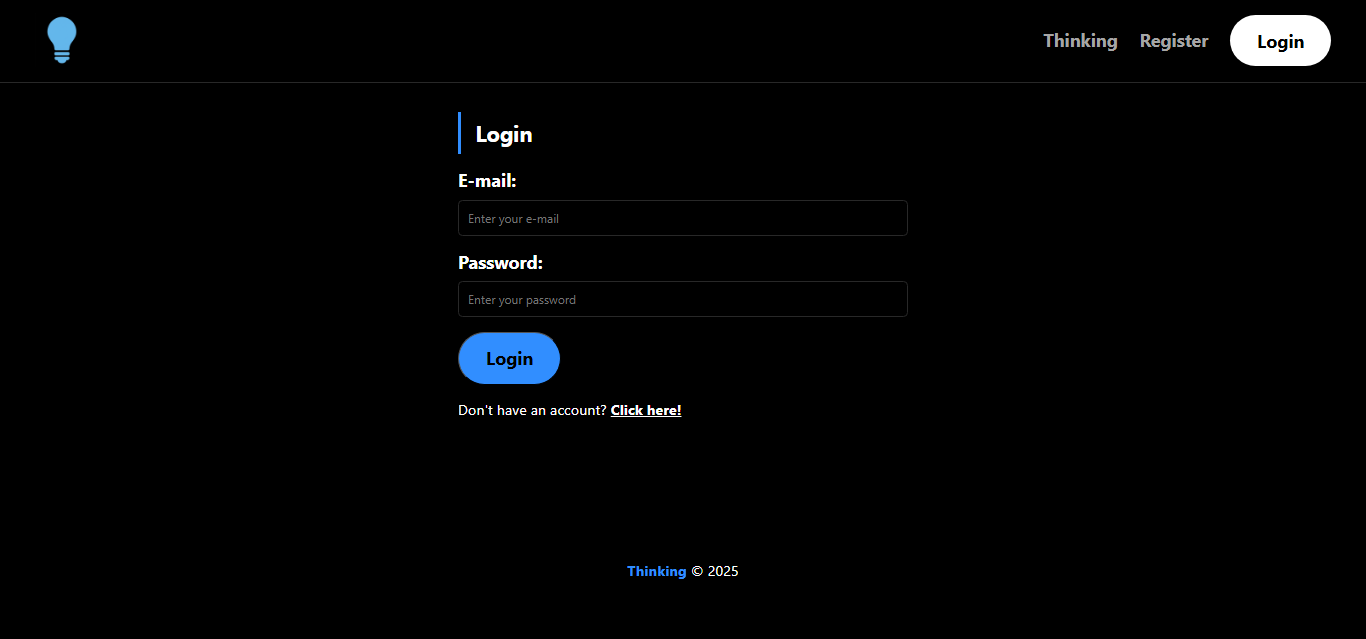 Thinking Register Login
Login
E-mail:
Enter your e-mail
Password:
Enter your password
Login
Don't have an account? Click here!
Thinking © 2025